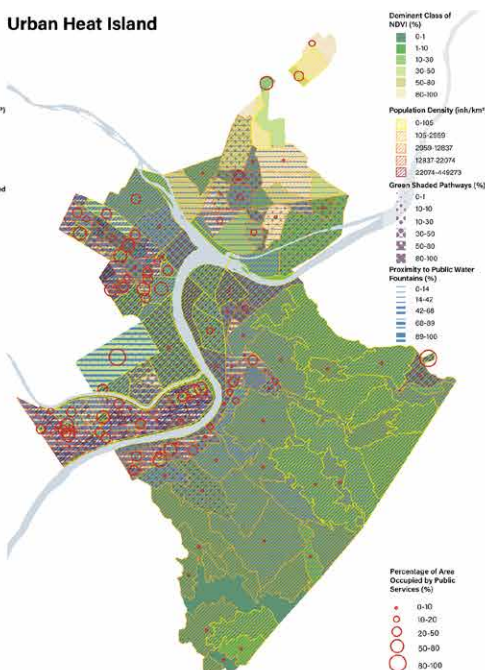 Urban Heat Island
Dominant Class of
NDVI (%)
0-1
1-10
10-30
30-50
50-80
80-100
Population Density (inh/km²
0-105
105-2959
2959-12837
12837-22074
22074-449273
Green Shaded Pathways (%)
0-1
10-10
10-30
30-50
50-80
80-100
Proximity to Public Water
Fountains (%)
0-14
14-42
42-68
68-89
89-100
Percentage of Area
Occupied by Public
Services (%)
0-10
10-20
20-50
50-80
80-100